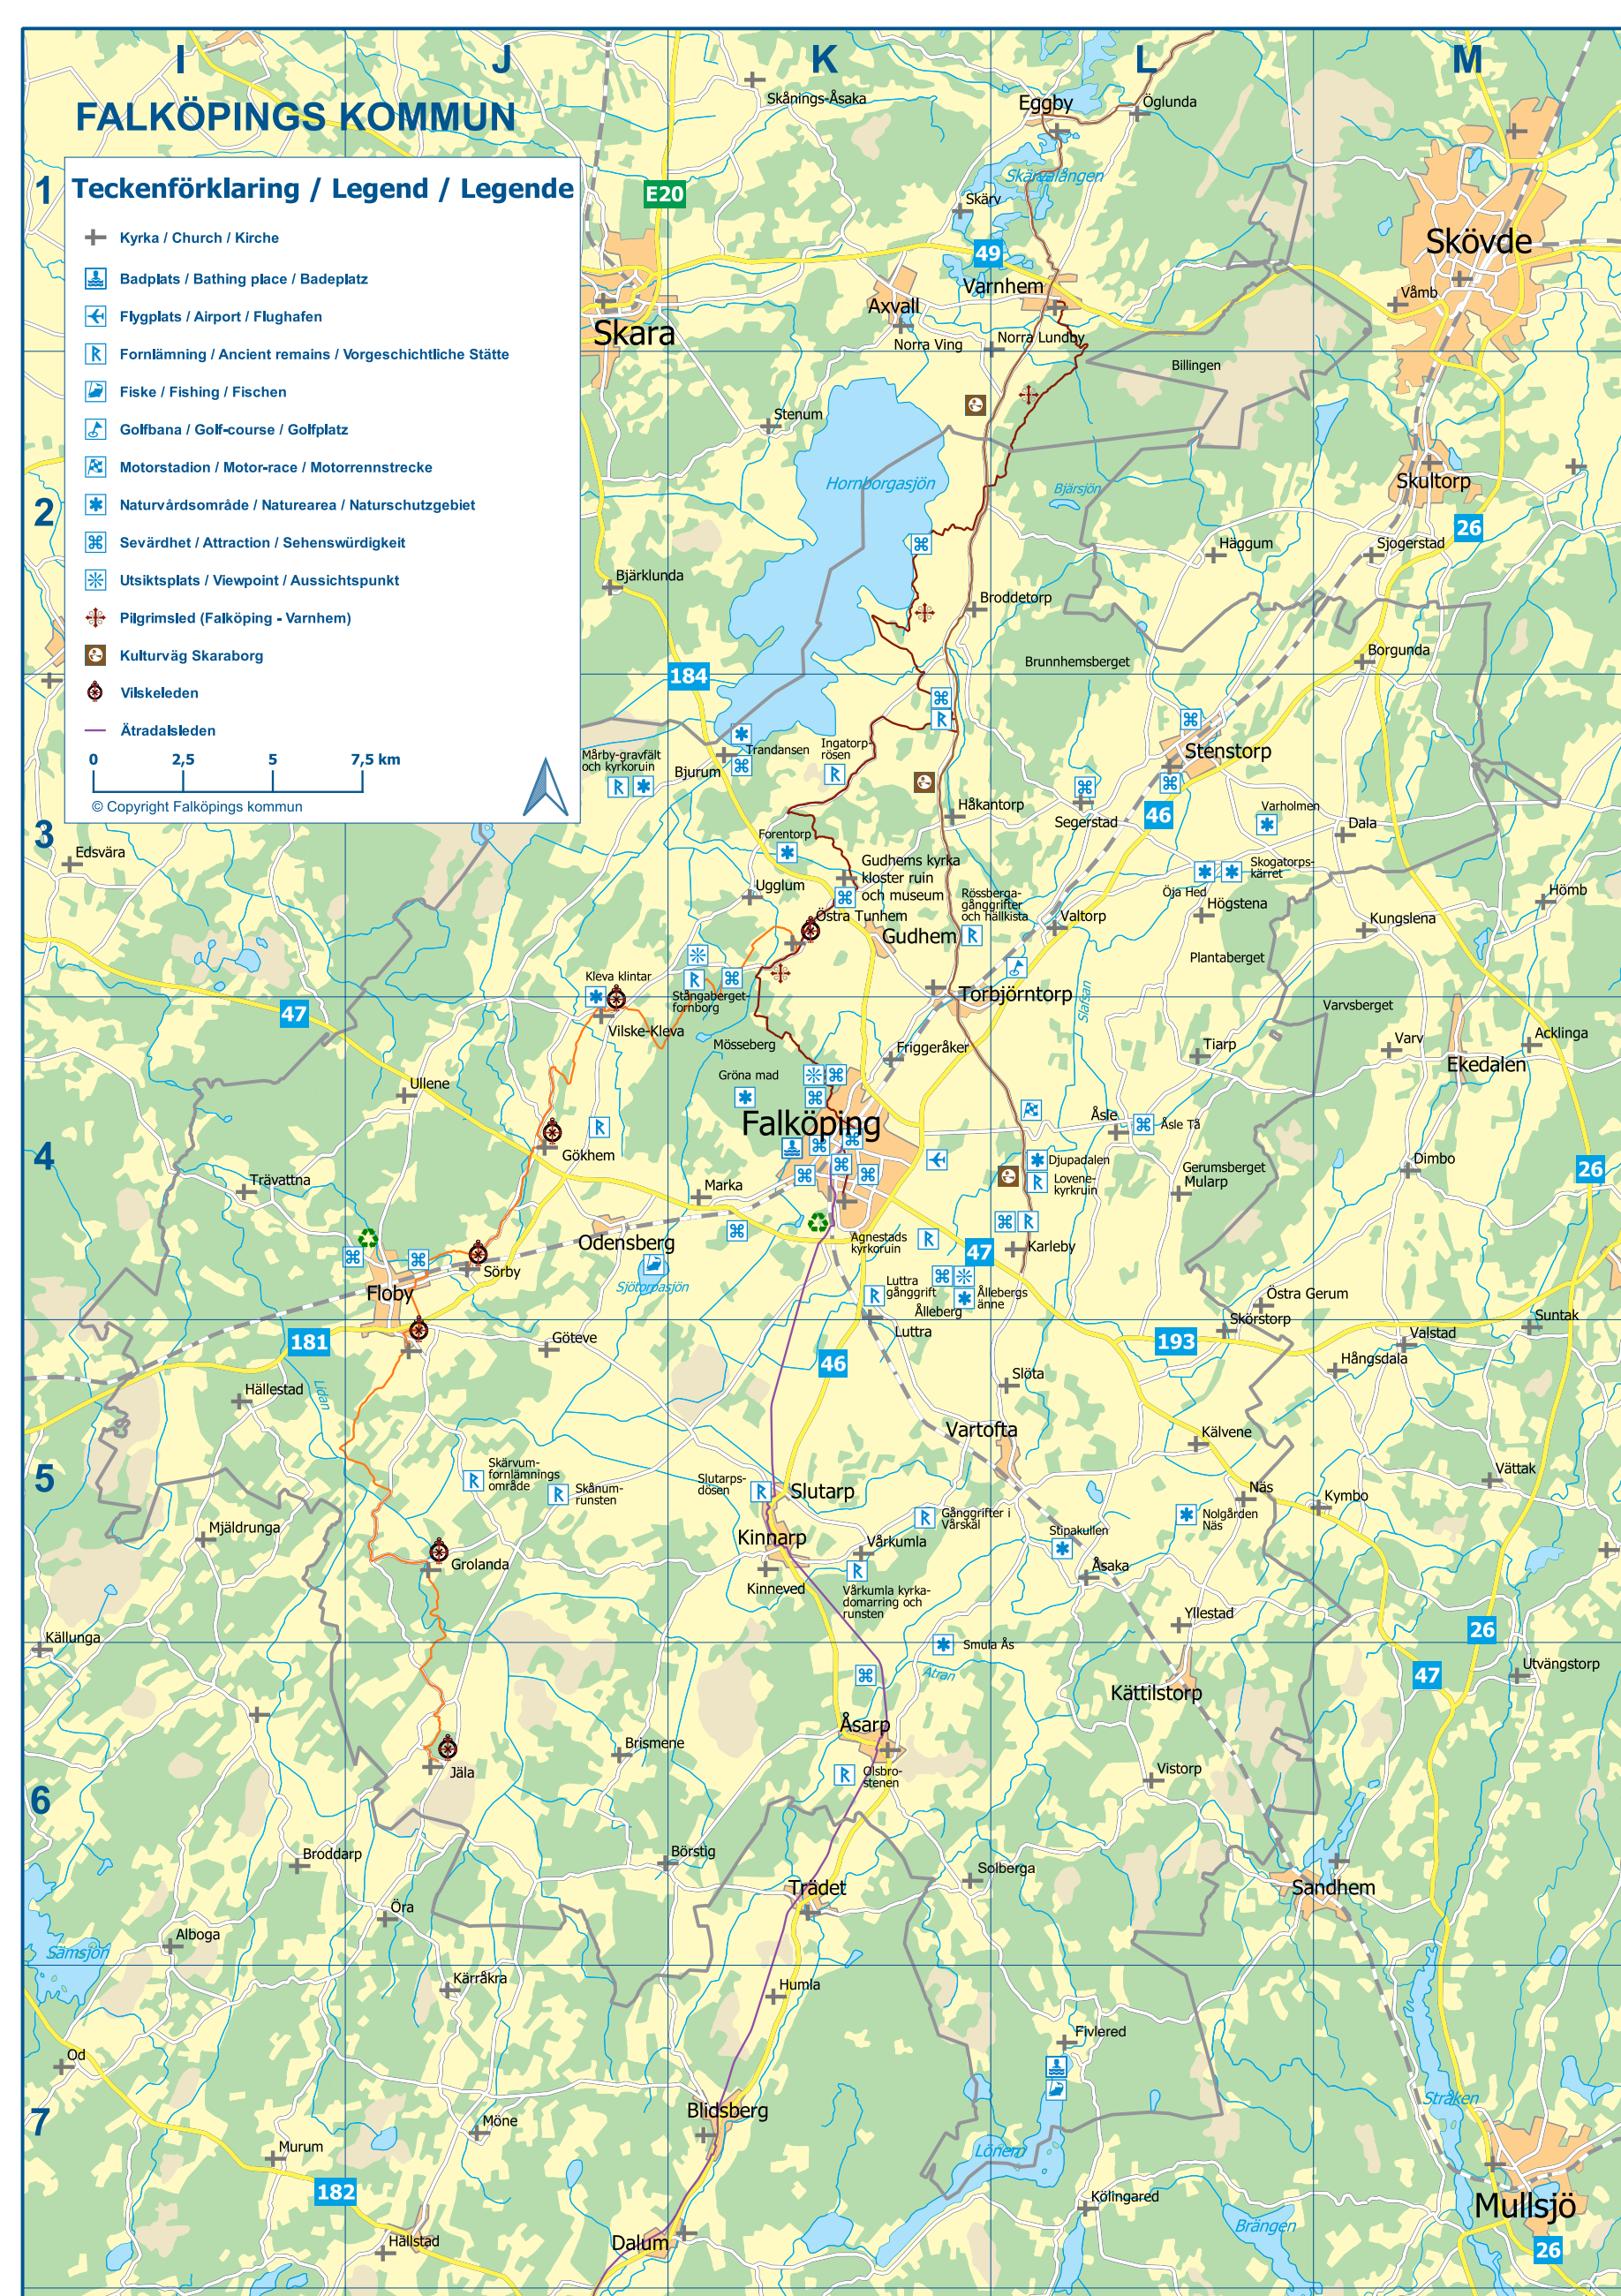 I J K L M
FALKÖPINGS KOMMUN
Teckenförklaring / Legend / Legende
Kyrka / Church / Kirche
Badplats / Bathing place / Badeplatz
Flygplats / Airport / Flughafen
Fornlämning / Ancient remains / Vorgeschichtliche Stätte
Fiske / Fishing / Fischen
Golfbana / Golf-course / Golfplatz
Motorstadion / Motor-race / Motorrennstrecke
Naturvårdsområde / Naturearea / Naturschutzgebiet
Sevärdhet / Attraction / Sehenswürdigkeit
Utsiktsplats / Viewpoint / Aussichtspunkt
Pilgrimsled (Falköping - Varnhem)
Kulturväg Skaraborg
Vilskeleden
Ätradalsleden
0 2,5 5 7,5 km
© Copyright Falköpings kommun
1
2
3
4
5
6
7
Skånings-Åsaka
Eggby
Öglunda
Skärvalången
E20
Skärv
49
Skövde
Varnhem
Våmb
Axvall
Skara
Norra Ving
Norra Lundby
Billingen
Stenum
Hornborgasjön
Bjärsjön
Skultorp
26
Häggum
Sjogerstad
Bjärklunda
Broddetorp
Brunnhemsberget
Borgunda
184
Mårby-gravfält
och kyrkoruin
Bjurum
Trandansen
Ingatorp-
rösen
Stenstorp
Håkantorp
Segerstad
46
Varholmen
Dala
Edsvära
Forentorp
Gudhems kyrka
kloster ruin
och museum
Skogatorps-
kärret
Öja Hed
Högstena
Hömb
Ugglum
Östra Tunhem
Rössberga-
gånggrifter
och hällkista
Valtorp
Kungslena
Gudhem
Plantaberget
Kleva klintar
Stångaberget-
fornborg
Torbjörntorp
Slafsan
Varvsberget
47
Vilske-Kleva
Mösseberg
Friggeråker
Tiarp
Varv
Acklinga
Ekedalen
Ullene
Gröna mad
Falköping
Åsle
Åsle Tå
Gökhem
Djupadalen
Lovene-
kyrkruin
Gerumsberget
Mularp
Dimbo
26
Trävattna
Marka
Odensberg
Agnestads
kyrkoruin
47
Karleby
Sörby
Sjötorpasjön
Floby
Luttra
gånggrift
Ålleberg
Ållebergs
änne
Östra Gerum
Skörstorp
Suntak
181
Göteve
Luttra
193
Valstad
Hångsdala
46
Lidan
Hällestad
Slöta
Vartofta
Kälvene
Skärvum-
fornlämnings
område
Skånum-
runsten
Slutarps-
dösen
Slutarp
Vättak
Näs
Kymbo
Nolgården
Näs
Mjäldrunga
Gånggrifter i
Vårskäl
Stipakullen
Kinnarp
Vårkumla
Grolanda
Åsaka
Kinneved
Vårkumla kyrka-
domarring och
runsten
Yllestad
Källunga
Smula Ås
26
Ätran
Utvängstorp
47
Kättilstorp
Åsarp
Brismene
Jäla
Olsbro-
stenen
Vistorp
Broddarp
Börstig
Solberga
Trädet
Sandhem
Öra
Alboga
Sämsjön
Kärråkra
Humla
Fivlered
Od
Stråken
Blidsberg
Möne
Murum
Lönern
182
Kölingared
Mullsjö
Brängen
Hällstad
Dalum
26